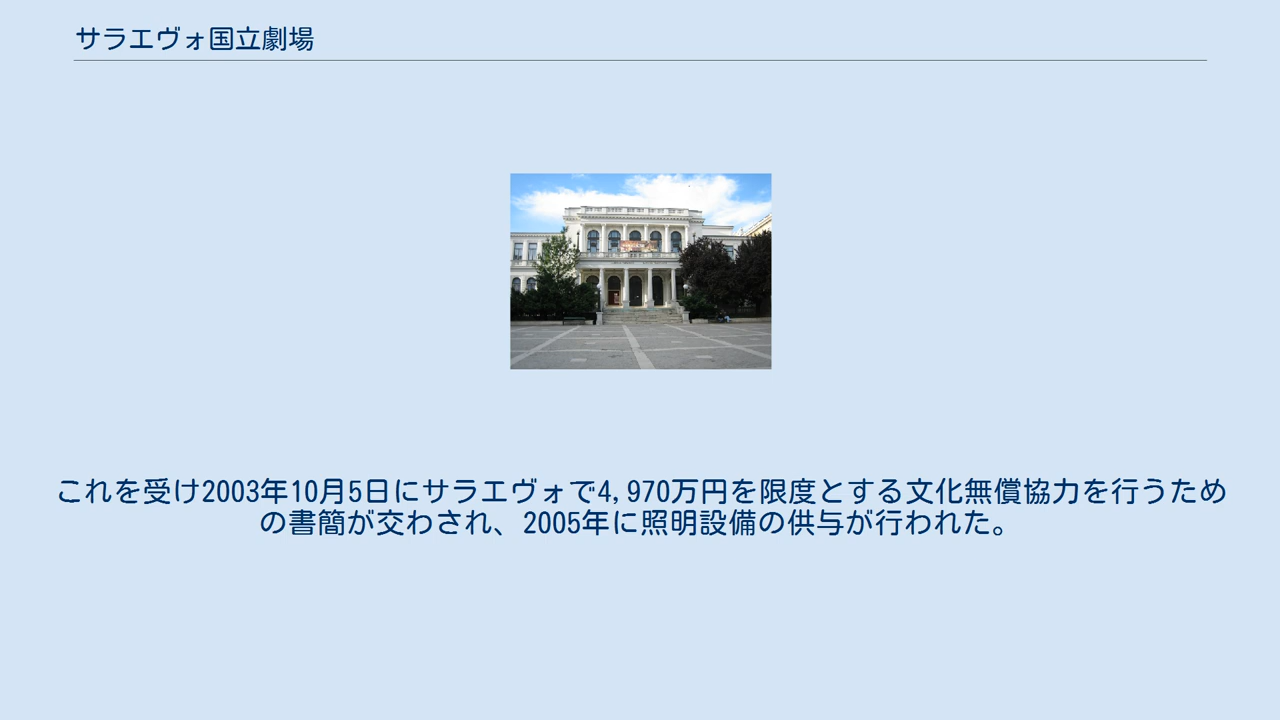 サラエヴォ国立劇場
これを受け2003年10月5日にサラエヴォで4,970万円を限度とする文化無償協力を行うため
の書簡が交わされ、2005年に照明設備の供与が行われた。